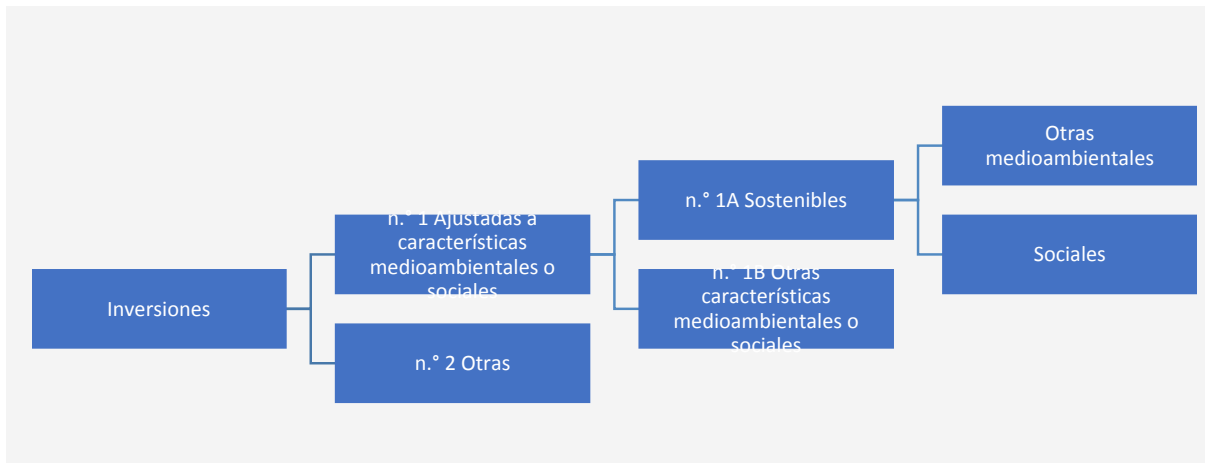 Inversiones
n.° 1 Ajustadas a
características
medioambientales o
sociales
n.° 2 Otras
n.° 1A Sostenibles
n.° 1B Otras
características
medioambientales o
sociales
Otras
medioambientales
Sociales